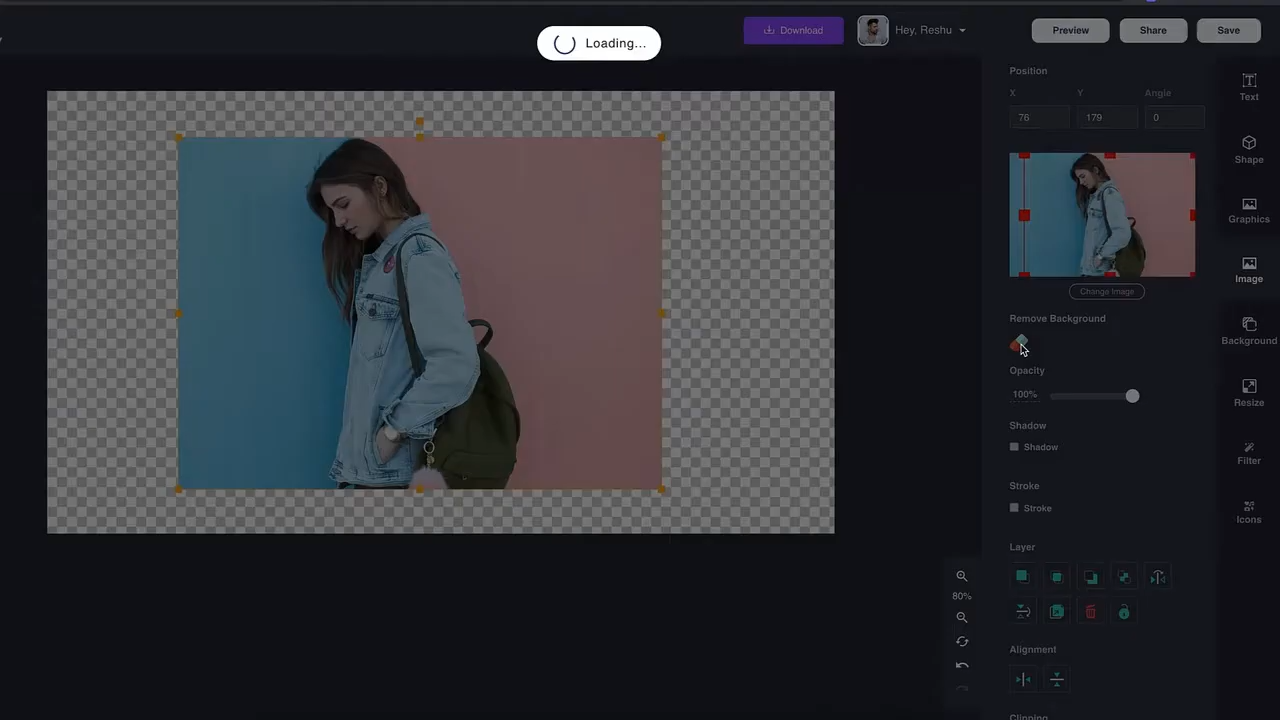 Loading...
Download
Hey, Reshu
Preview
Share
Save
Position
X
Y
Angle
76
179
0
Change Image
Remove Background
Opacity
100%
Shadow
Shadow
Stroke
Stroke
Layer
80%
Alignment
Clipping
Text
Shape
Graphics
Image
Background
Resize
Filter
Icons